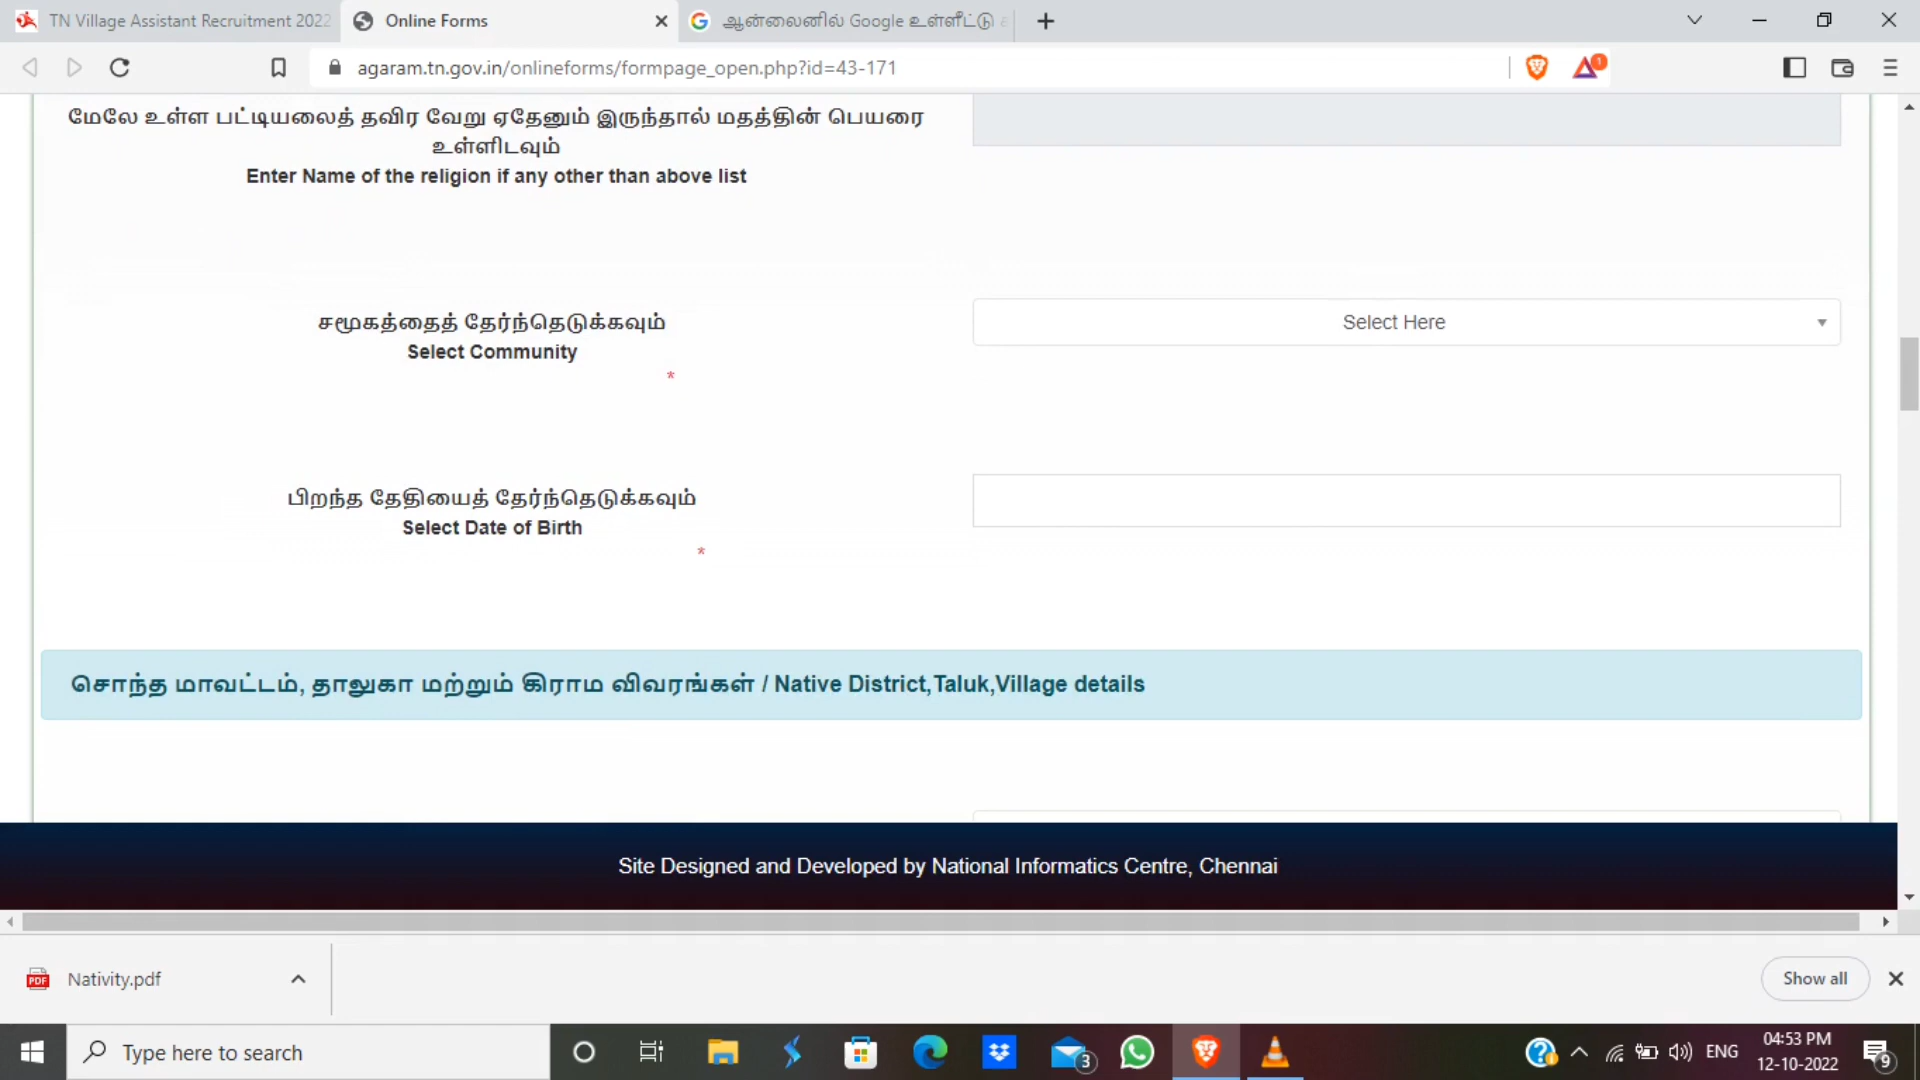 TN Village Assistant Recruitment 2022
Online Forms
ஆன்லைனில் Google உள்ளீட்டு
agaram.tn.gov.in/onlineforms/formpage_open.php?id=43-171
1
மேலே உள்ள பட்டியலைத் தவிர வேறு ஏதேனும் இருந்தால் மதத்தின் பெயரை
உள்ளிடவும்
Enter Name of the religion if any other than above list
சமூகத்தைத் தேர்ந்தெடுக்கவும்
Select Here
Select Community
*
பிறந்த தேதியைத் தேர்ந்தெடுக்கவும்
Select Date of Birth
*
சொந்த மாவட்டம், தாலுகா மற்றும் கிராம விவரங்கள் / Native District,Taluk,Village details
Site Designed and Developed by National Informatics Centre, Chennai
PDF Nativity.pdf
Show all
Type here to search
3
ENG
04:53 PM
12-10-2022
9